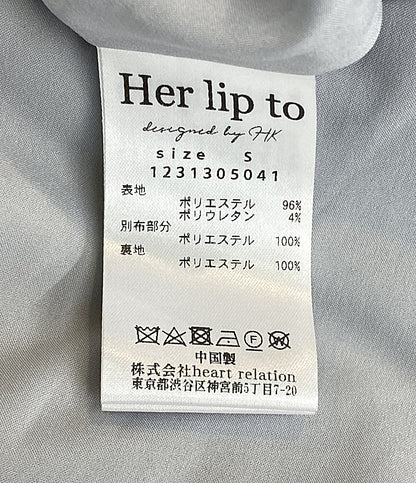 Her lip to
designed by HK
size S
1231305041
表地
ポリエステル 96%
ポリウレタン 4%
別布部分
ポリエステル 100%
裏地
ポリエステル 100%
中国製
株式会社heart relation
東京都渋谷区神宮前5丁目7-20